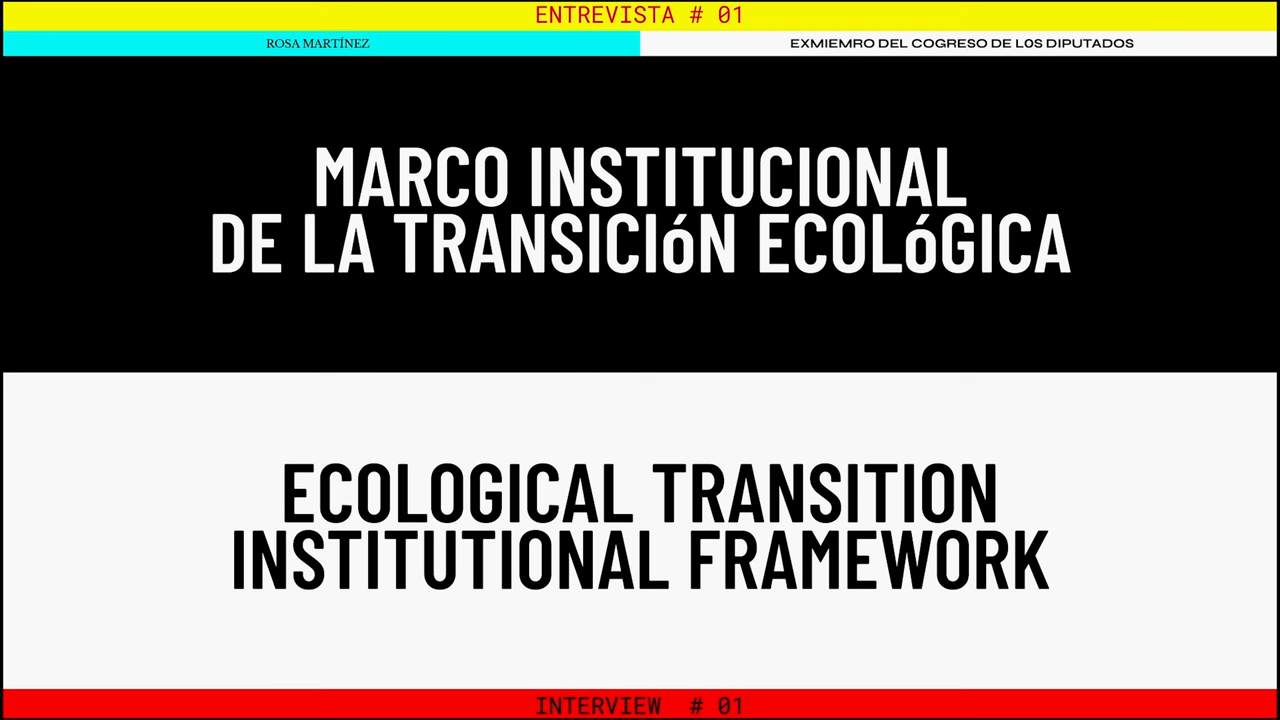 ENTREVISTA # 01
ROSA MARTÍNEZ
EXMIEMRO DEL COGRESO DE L0S DIPUTADOS
MARCO INSTITUCIONAL
DE LA TRANSICIóN ECOLóGICA
ECOLOGICAL TRANSITION
INSTITUTIONAL FRAMEWORK
INTERVIEW # 01